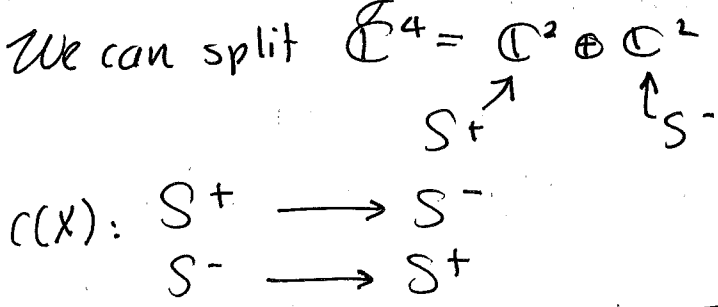 We can split ℂ⁴ = ℂ² ⊕ ℂ²
S⁺ S⁻
c(X): S⁺ → S⁻
S⁻ → S⁺